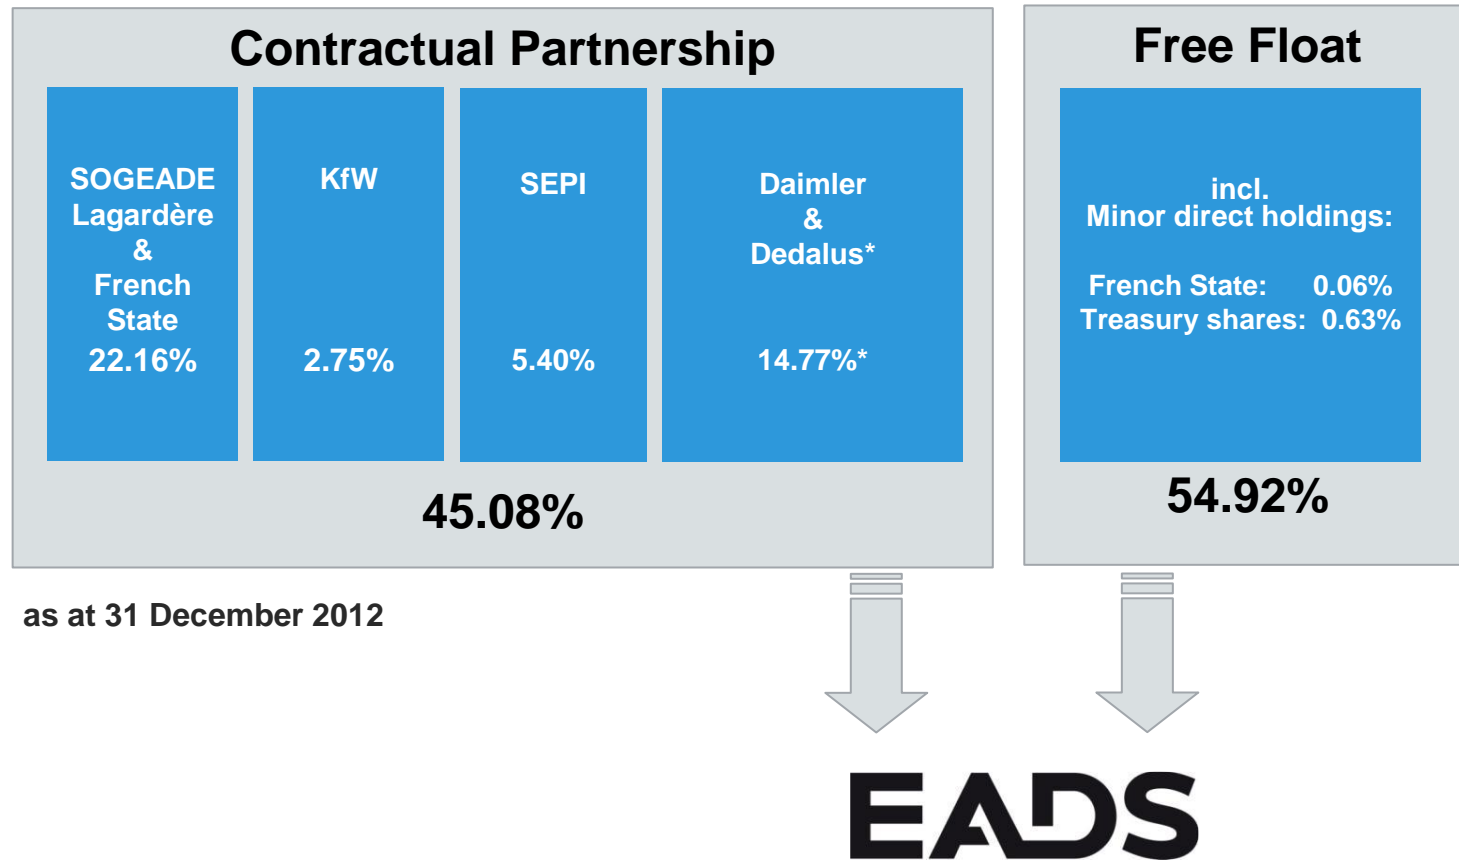 Contractual Partnership
SOGEADE
Lagardère
&
French
State
22.16%
KfW
2.75%
SEPI
5.40%
Daimler
&
Dedalus*
14.77%*
45.08%
Free Float
incl.
Minor direct holdings:
French State: 0.06%
Treasury shares: 0.63%
54.92%
as at 31 December 2012
EADS